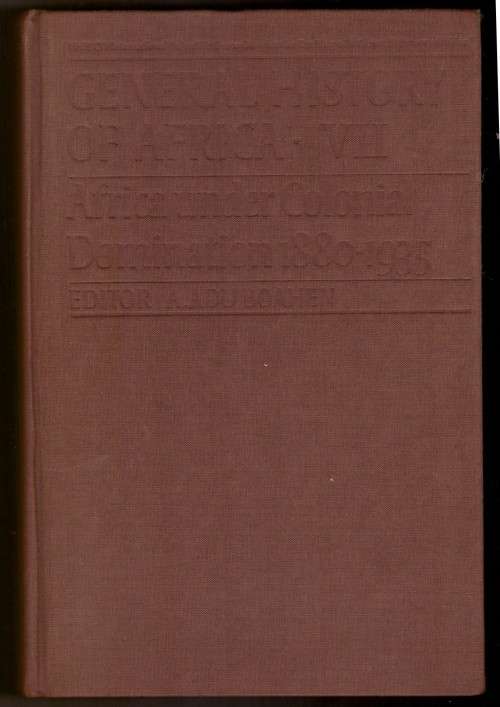 GENERAL HISTORY
OF AFRICA · VII
Africa under Colonial
Domination 1880-1935
EDITOR A. ADU BOAHEN